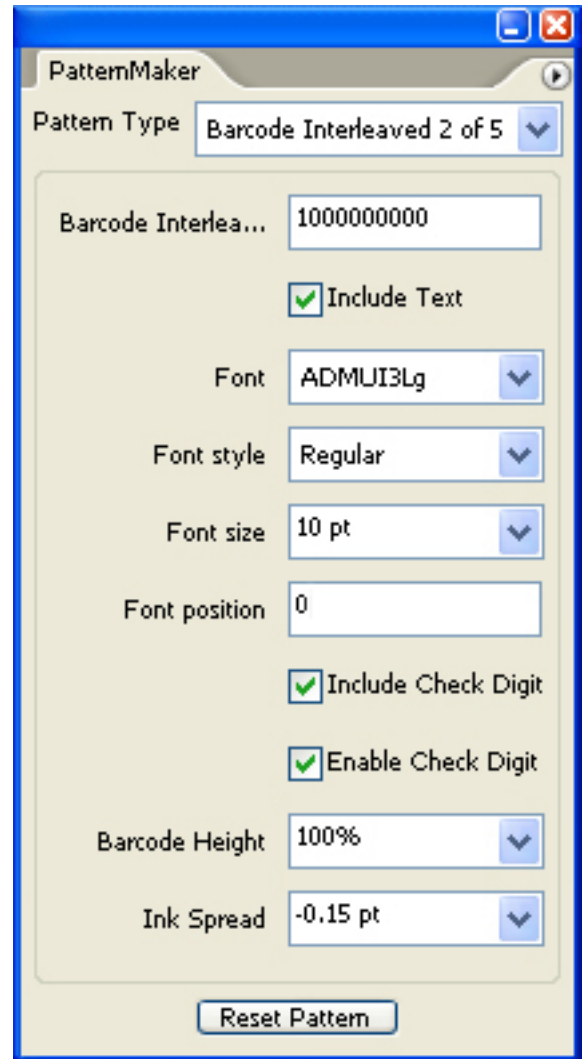 PatternMaker
Pattern Type Barcode Interleaved 2 of 5
Barcode Interlea... 1000000000
Include Text
Font ADMUI3Lg
Font style Regular
Font size 10 pt
Font position 0
Include Check Digit
Enable Check Digit
Barcode Height 100%
Ink Spread -0.15 pt
Reset Pattern